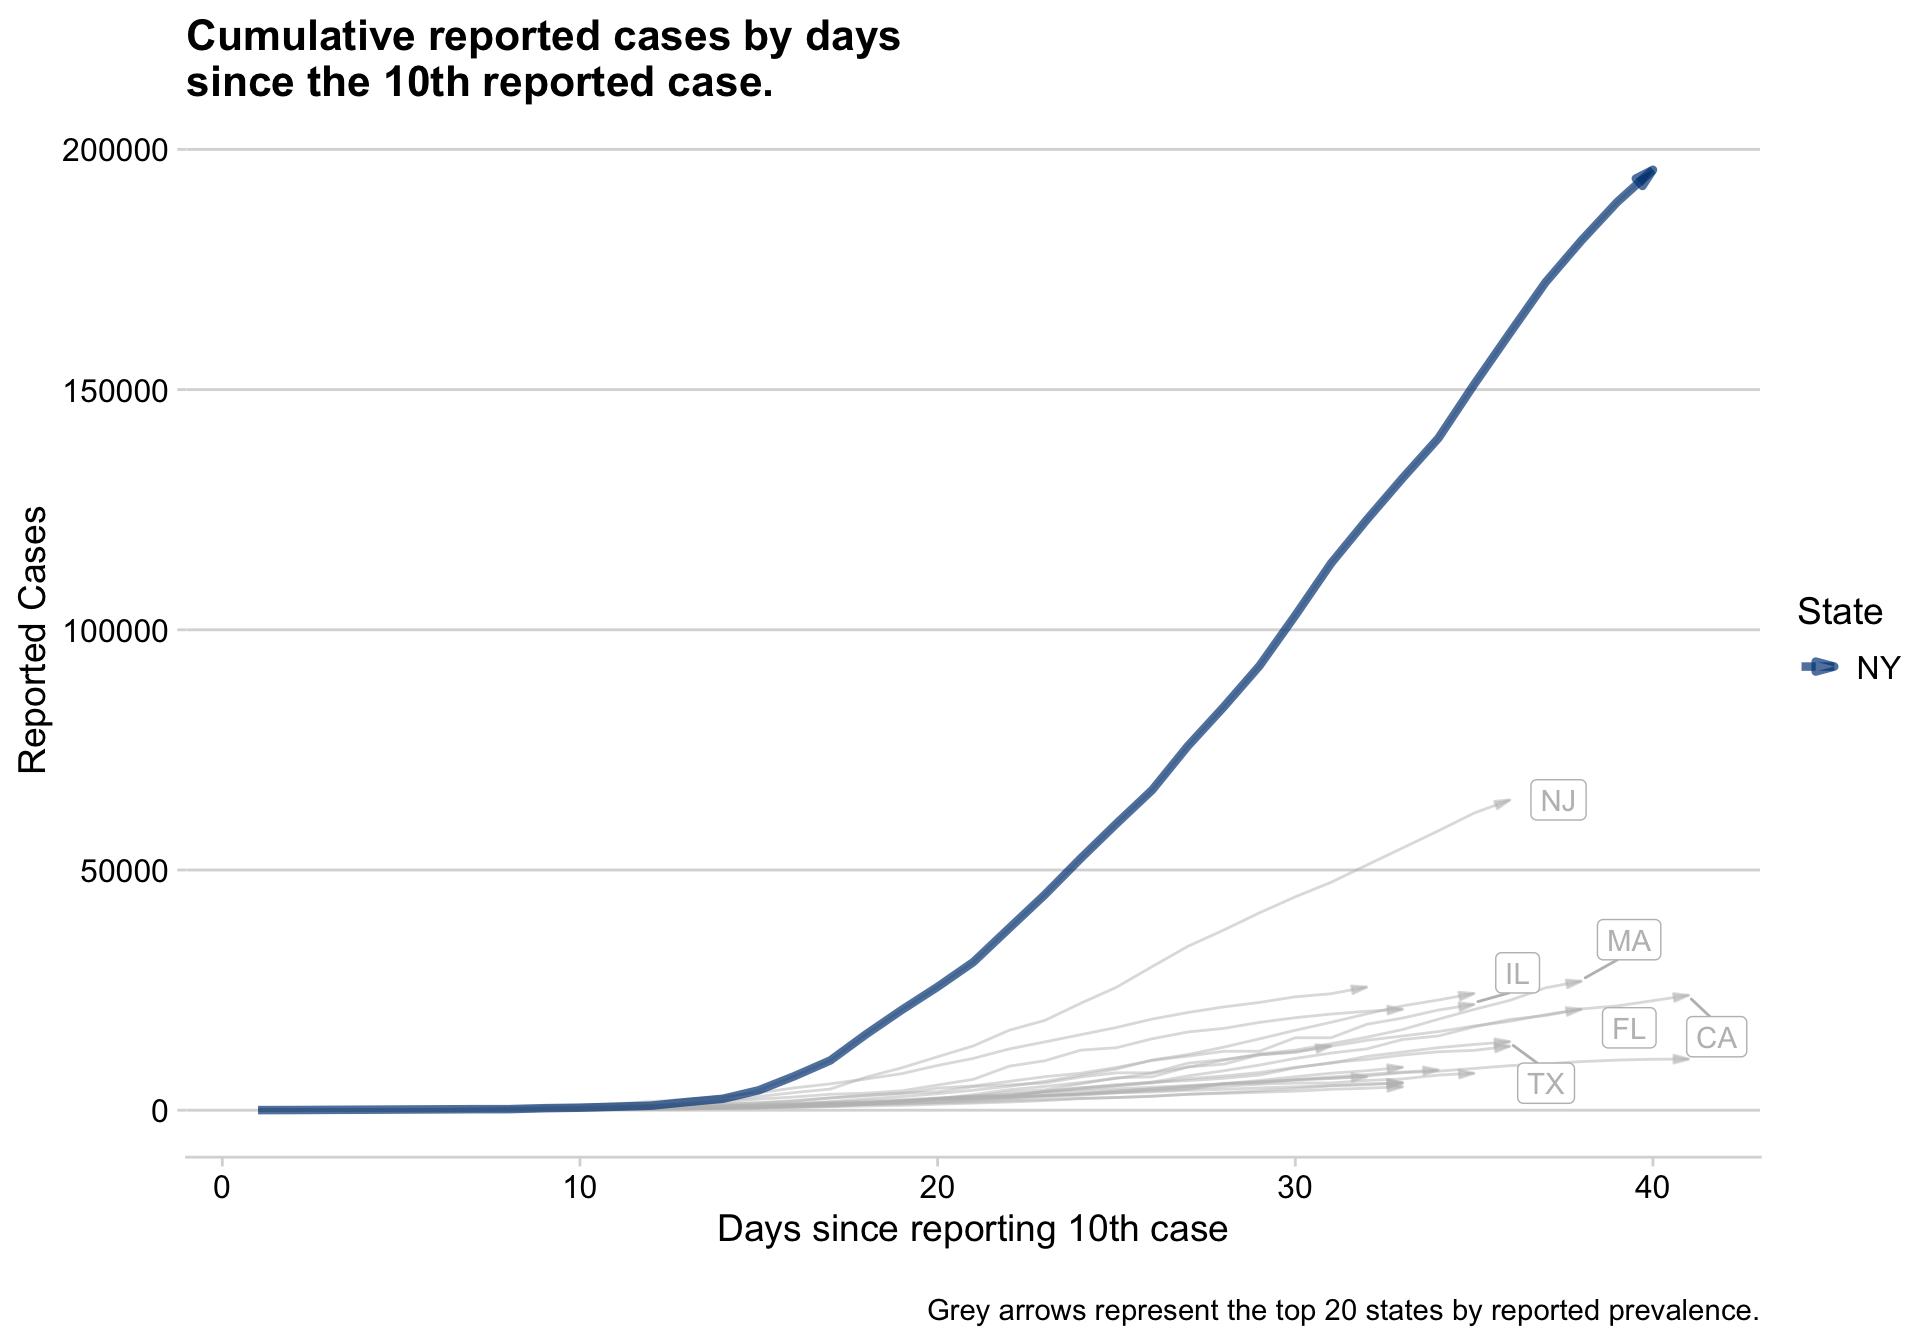 Cumulative reported cases by days
since the 10th reported case.
200000
150000
100000
50000
0
Reported Cases
NJ
MA
IL
FL
CA
TX
State
NY
0 10 20 30 40
Days since reporting 10th case
Grey arrows represent the top 20 states by reported prevalence.